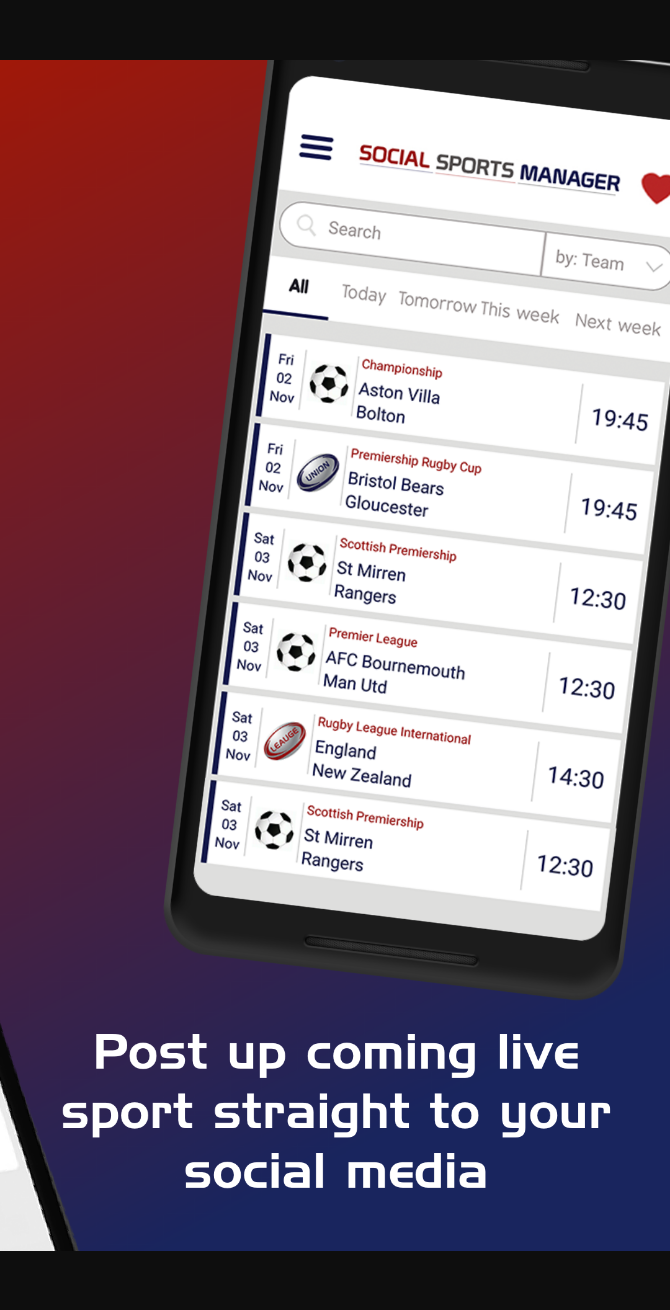 SOCIAL SPORTS MANAGER
Search
by: Team
All Today Tomorrow This week Next week
Fri
02
Nov
Championship
Aston Villa
Bolton
19:45
Fri
02
Nov
UNION
Premiership Rugby Cup
Bristol Bears
Gloucester
19:45
Sat
03
Nov
Scottish Premiership
St Mirren
Rangers
12:30
Sat
03
Nov
Premier League
AFC Bournemouth
Man Utd
12:30
Sat
03
Nov
LEAUGE
Rugby League International
England
New Zealand
14:30
Sat
03
Nov
Scottish Premiership
St Mirren
Rangers
12:30
Post up coming live
sport straight to your
social media